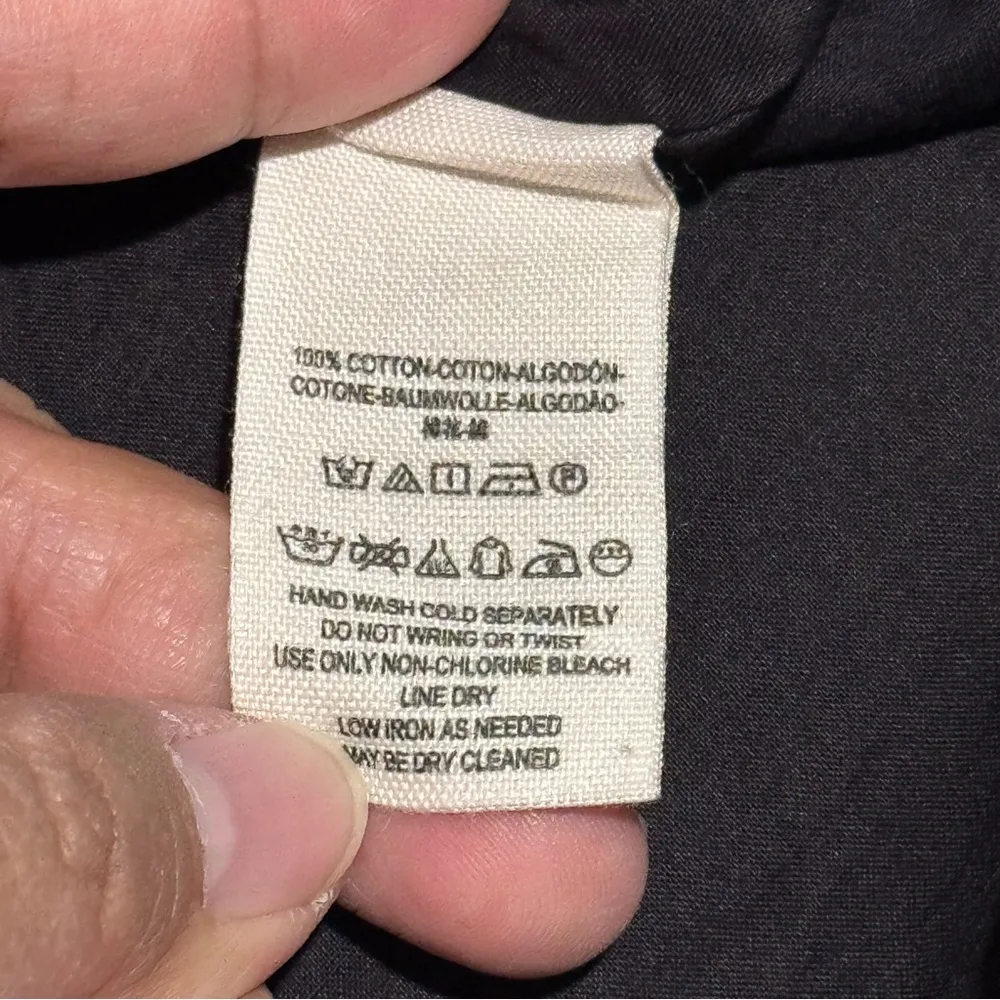 100% COTTON-COTON-ALGODÓN-
COTONE-BAUMWOLLE-ALGODÃO-
HAND WASH COLD SEPARATELY
DO NOT WRING OR TWIST
USE ONLY NON-CHLORINE BLEACH
LINE DRY
LOW IRON AS NEEDED
MAY BE DRY CLEANED